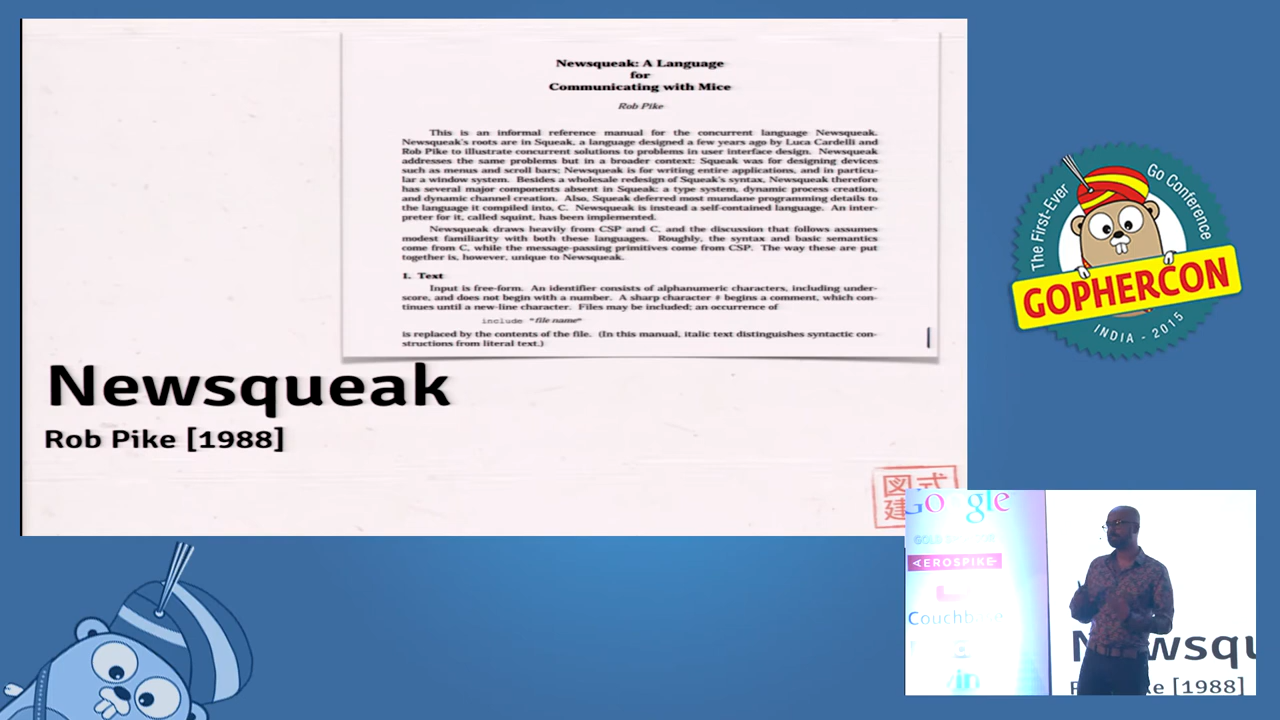 Newsqueak: A Language
for
Communicating with Mice
Rob Pike
This is an informal reference manual for the concurrent language Newsqueak.
Newsqueak's roots are in Squeak, a language designed a few years ago by Luca Cardelli and
Rob Pike to illustrate concurrent solutions to problems in user interface design. Newsqueak
addresses the same problems but in a broader context: Squeak was for designing devices
such as menus and scroll bars; Newsqueak is for writing entire applications, and in particu-
lar a window system. Besides a wholesale redesign of Squeak's syntax, Newsqueak therefore
has several major components absent in Squeak: a type system, dynamic process creation,
and dynamic channel creation. Also, Squeak deferred most mundane programming details to
the language it compiled into, C. Newsqueak is instead a self-contained language. An inter-
preter for it, called squint, has been implemented.
Newsqueak draws heavily from CSP and C, and the discussion that follows assumes
modest familiarity with both these languages. Roughly, the syntax and basic semantics
come from C, while the message-passing primitives come from CSP. The way these are put
together is, however, unique to Newsqueak.
1. Text
Input is free-form. An identifier consists of alphanumeric characters, including under-
score, and does not begin with a number. A sharp character # begins a comment, which con-
tinues until a new-line character. Files may be included; an occurrence of
include "file name"
is replaced by the contents of the file. (In this manual, italic text distinguishes syntactic con-
structions from literal text.)
Newsqueak
Rob Pike [1988]
図式
建
The First-Ever
Go Conference
GOPHERCON
INDIA - 2015
Google
AEROSPIKE
Couchbase
Newsqu
[1988]